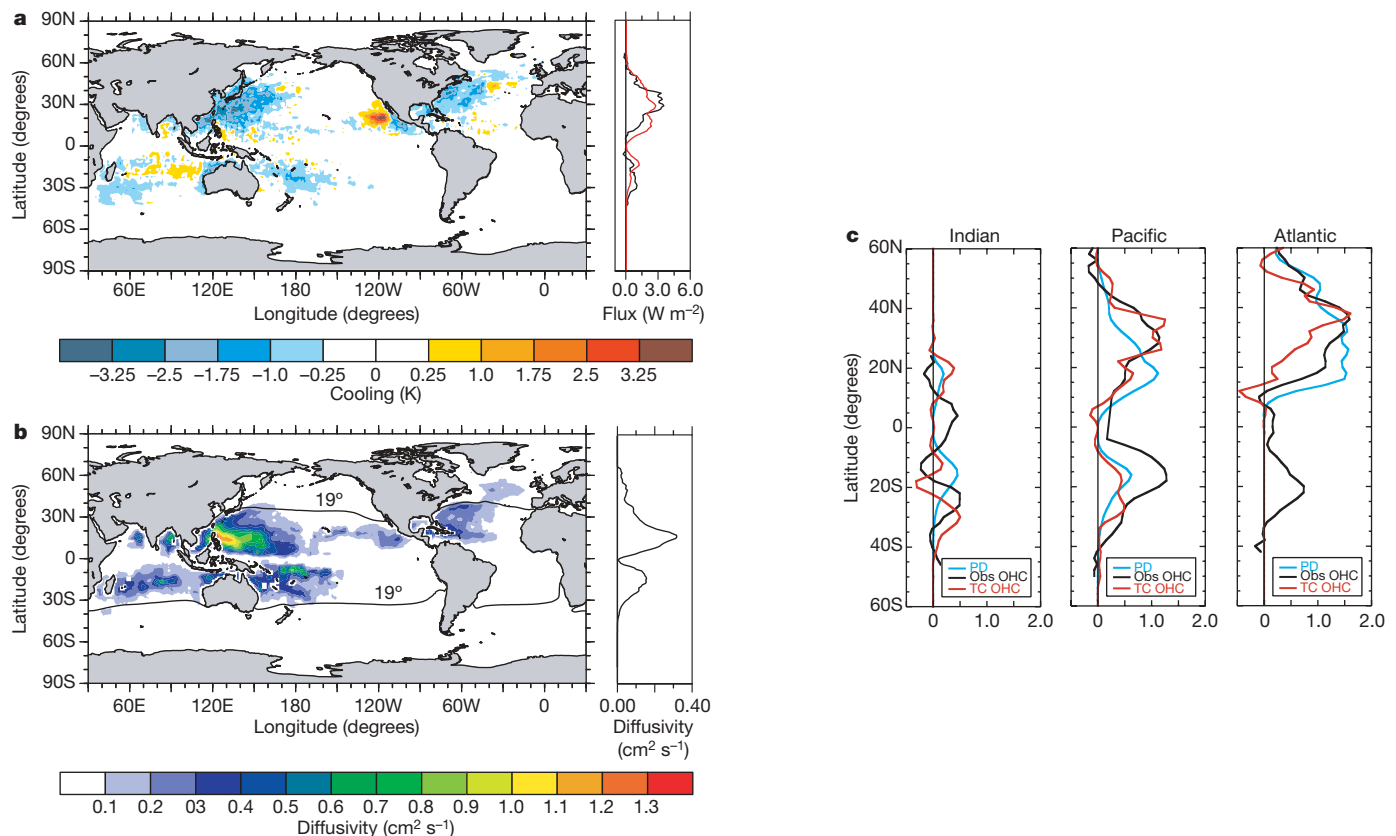 a
90N
60N
30N
0
30S
60S
90S
Latitude (degrees)
60E 120E 180 120W 60W 0
Longitude (degrees)
0.0 3.0 6.0
Flux (W m−2)
−3.25 −2.5 −1.75 −1.0 −0.25 0 0.25 1.0 1.75 2.5 3.25
Cooling (K)
b
90N
60N
30N
0
30S
60S
90S
Latitude (degrees)
19º
19º
60E 120E 180 120W 60W 0
Longitude (degrees)
0.00 0.40
Diffusivity
(cm2 s−1)
0.1 0.2 03 0.4 0.5 0.6 0.7 0.8 0.9 1.0 1.1 1.2 1.3
Diffusivity (cm2 s−1)
c
Indian Pacific Atlantic
60N
40N
20N
0
20S
40S
60S
Latitude (degrees)
PD
Obs OHC
TC OHC
PD
Obs OHC
TC OHC
PD
Obs OHC
TC OHC
0 1.0 2.0
0 1.0 2.0
0 1.0 2.0